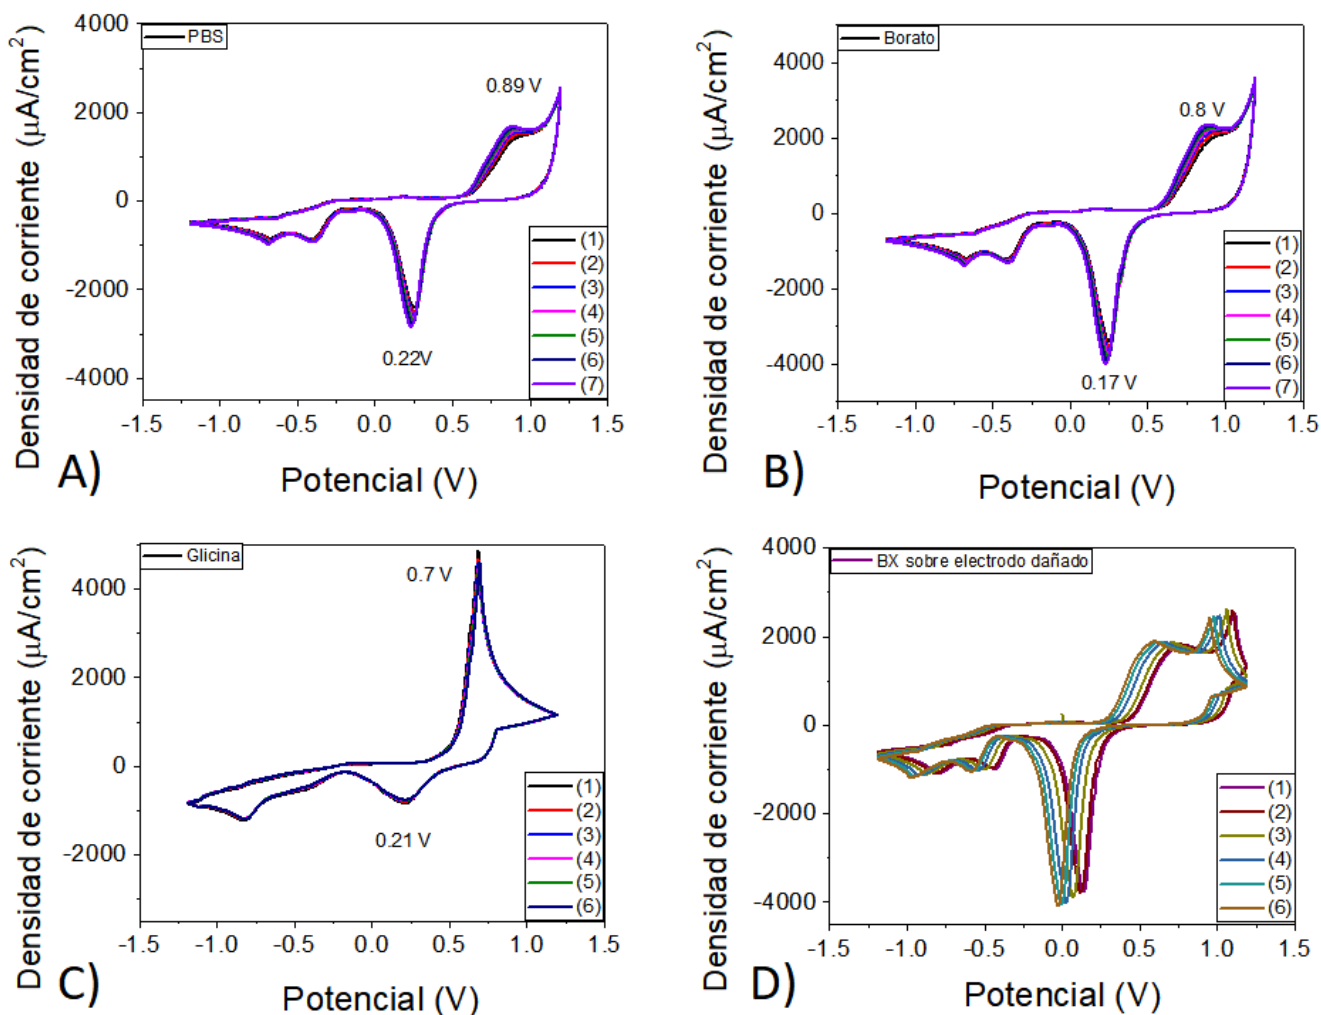 PBS
0.89 V
0.22V
4000
2000
0
-2000
-4000
-1.5 -1.0 -0.5 0.0 0.5 1.0 1.5
Densidad de corriente (μA/cm²)
Potencial (V)
(1)
(2)
(3)
(4)
(5)
(6)
(7)
A)
Borato
0.8 V
0.17 V
4000
2000
0
-2000
-4000
-1.5 -1.0 -0.5 0.0 0.5 1.0 1.5
Densidad de corriente (μA/cm²)
Potencial (V)
(1)
(2)
(3)
(4)
(5)
(6)
(7)
B)
Glicina
0.7 V
0.21 V
4000
2000
0
-2000
-1.5 -1.0 -0.5 0.0 0.5 1.0 1.5
Densidad de corriente (μA/cm²)
Potencial (V)
(1)
(2)
(3)
(4)
(5)
(6)
C)
BX sobre electrodo dañado
4000
2000
0
-2000
-4000
-1.5 -1.0 -0.5 0.0 0.5 1.0 1.5
Densidad de corriente (μA/cm²)
Potencial (V)
(1)
(2)
(3)
(4)
(5)
(6)
D)